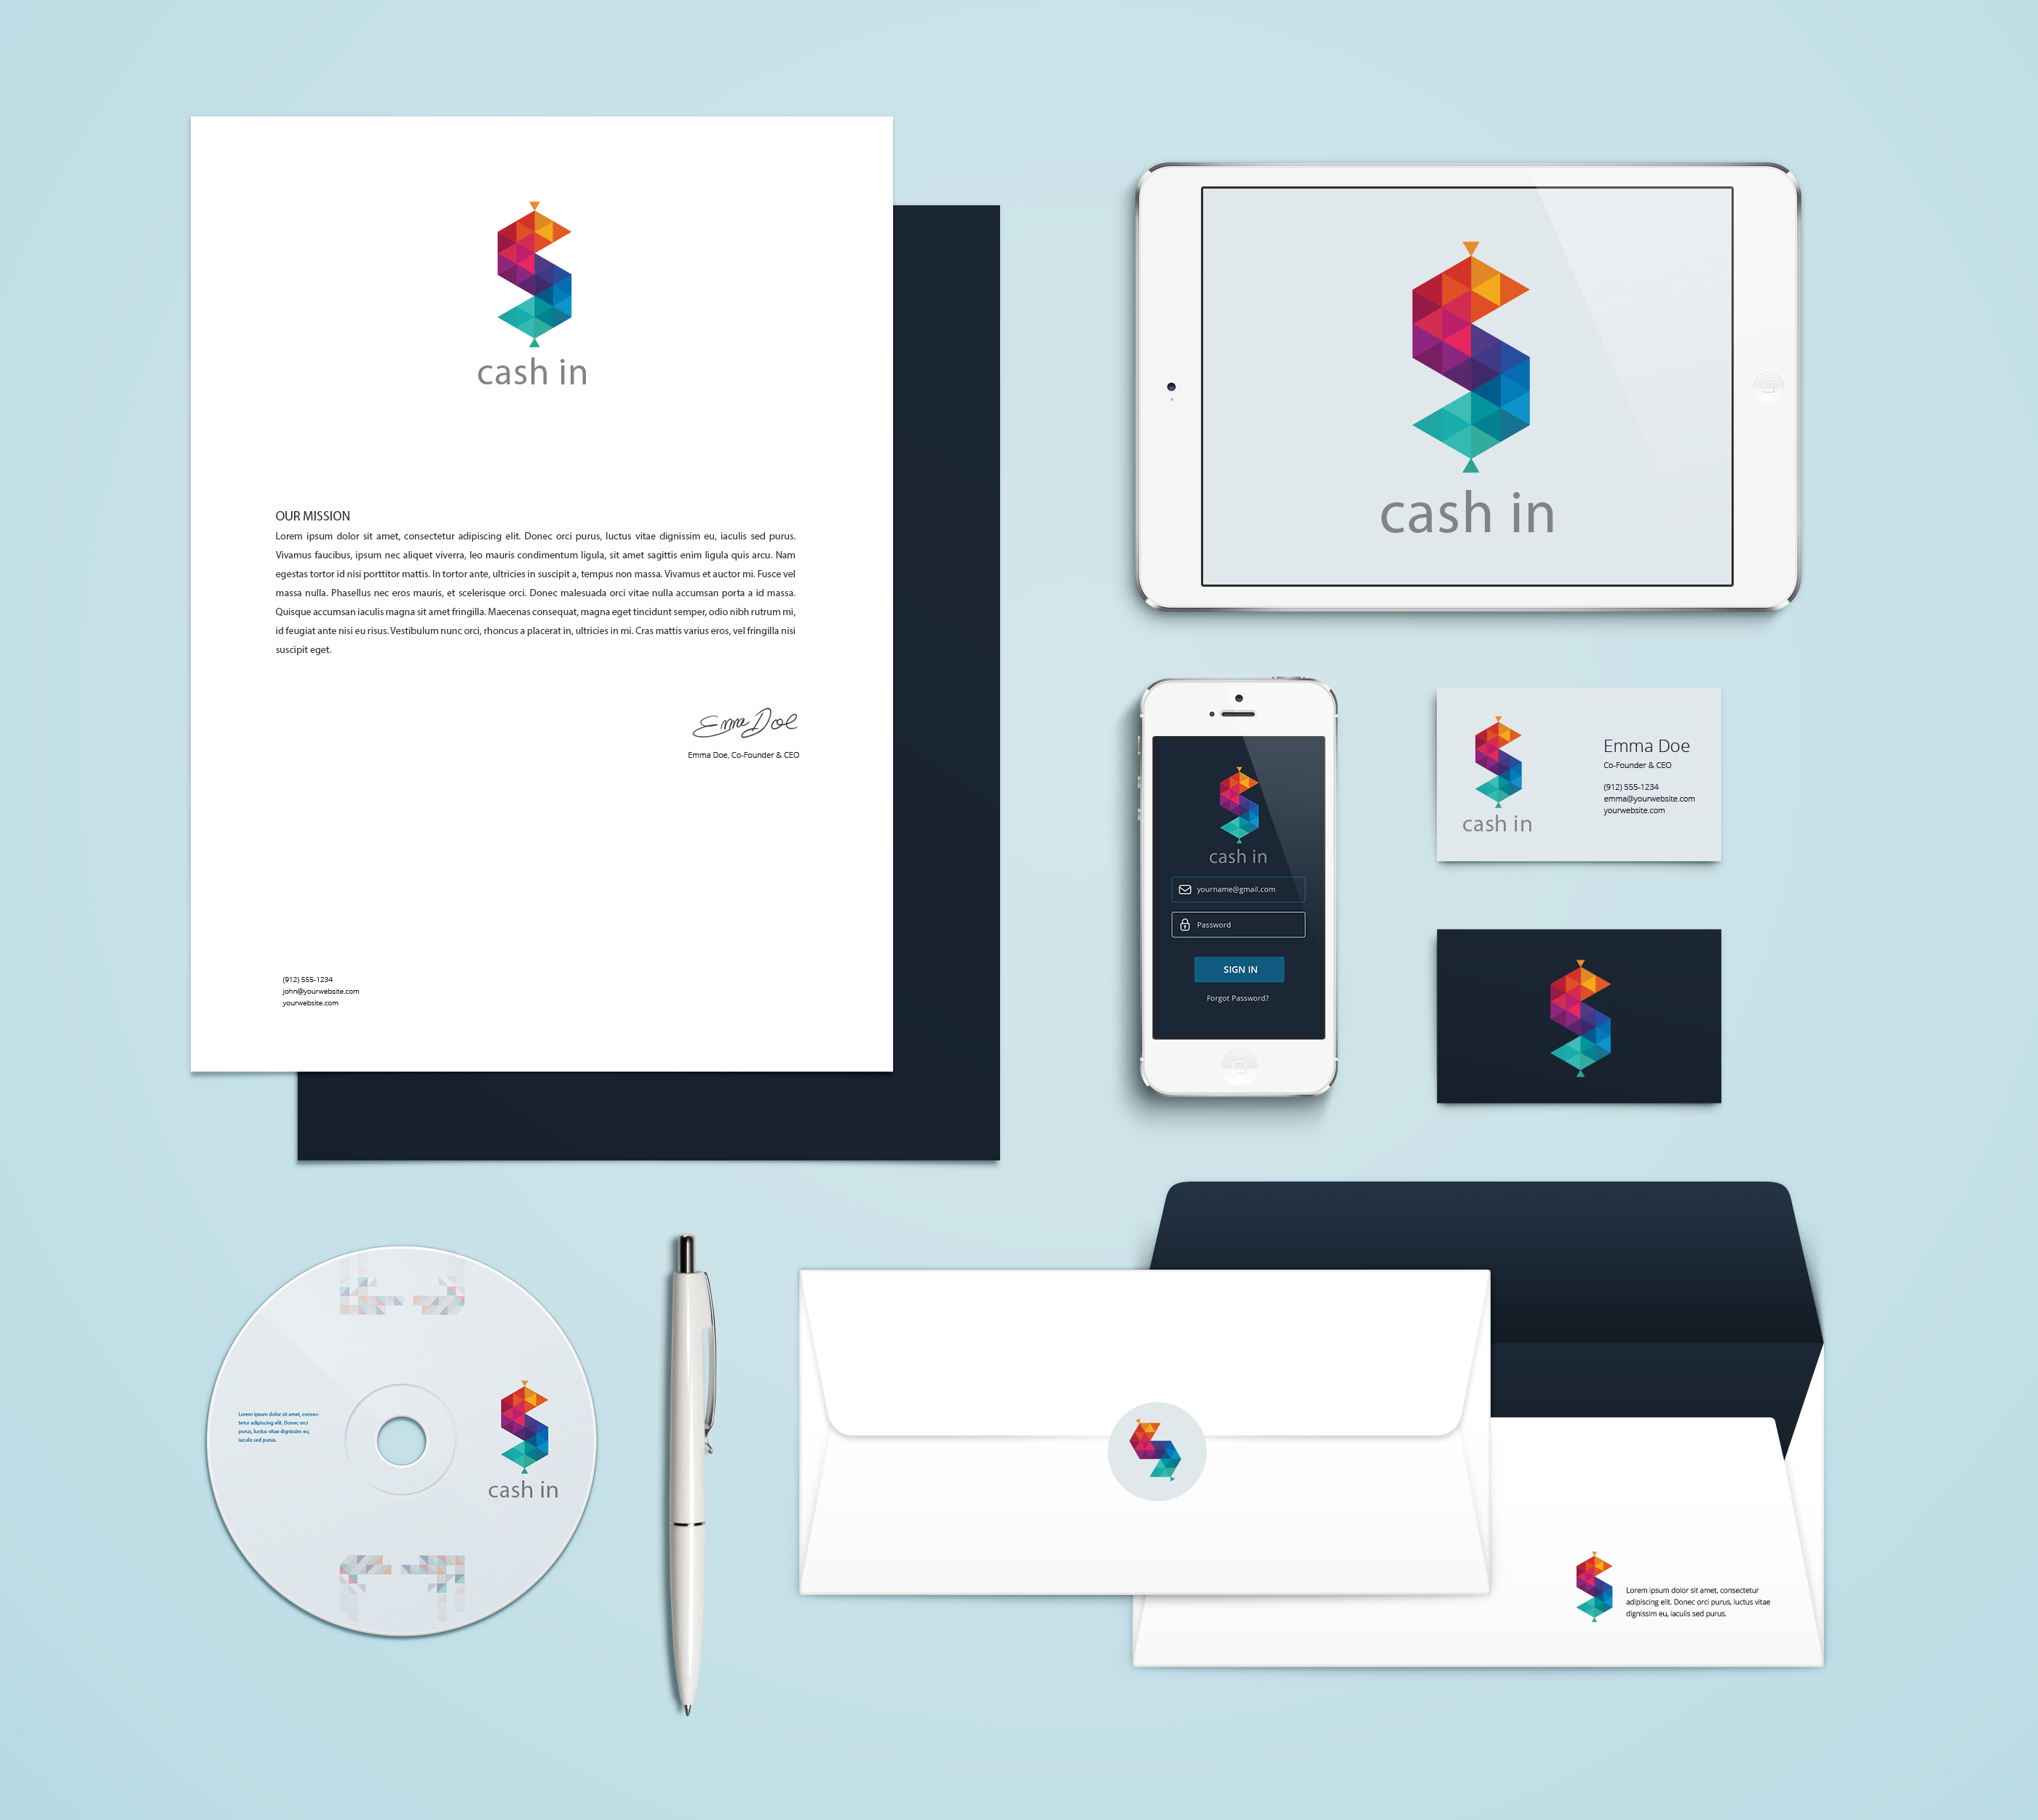 cash in
OUR MISSION
Lorem ipsum dolor sit amet, consectetur adipiscing elit. Donec orci purus, luctus vitae dignissim eu, iaculis sed purus.
Vivamus faucibus, ipsum nec aliquet viverra, leo mauris condimentum ligula, sit amet sagittis enim ligula quis arcu. Nam
egestas tortor id nisi porttitor mattis. In tortor ante, ultricies in suscipit a, tempus non massa. Vivamus et auctor mi. Fusce vel
massa nulla. Phasellus nec eros mauris, et scelerisque orci. Donec malesuada orci vitae nulla accumsan porta a id massa.
Quisque accumsan iaculis magna sit amet fringilla. Maecenas consequat, magna eget tincidunt semper, odio nibh rutrum mi,
id feugiat ante nisi eu risus. Vestibulum nunc orci, rhoncus a placerat in, ultricies in mi. Cras mattis varius eros, vel fringilla nisi
suscipit eget.
Emma Doe
Emma Doe, Co-Founder & CEO
(912) 555-1234
john@yourwebsite.com
yourwebsite.com
cash in
cash in
yourname@gmail.com
Password
SIGN IN
Forgot Password?
cash in
Emma Doe
Co-Founder & CEO
(912) 555-1234
emma@yourwebsite.com
yourwebsite.com
Lorem ipsum dolor sit amet, consec-
tetur adipiscing elit. Donec orci
purus, luctus vitae dignissim eu,
iaculis sed purus.
cash in
Lorem ipsum dolor sit amet, consectetur
adipiscing elit. Donec orci purus, luctus vitae
dignissim eu, iaculis sed purus.